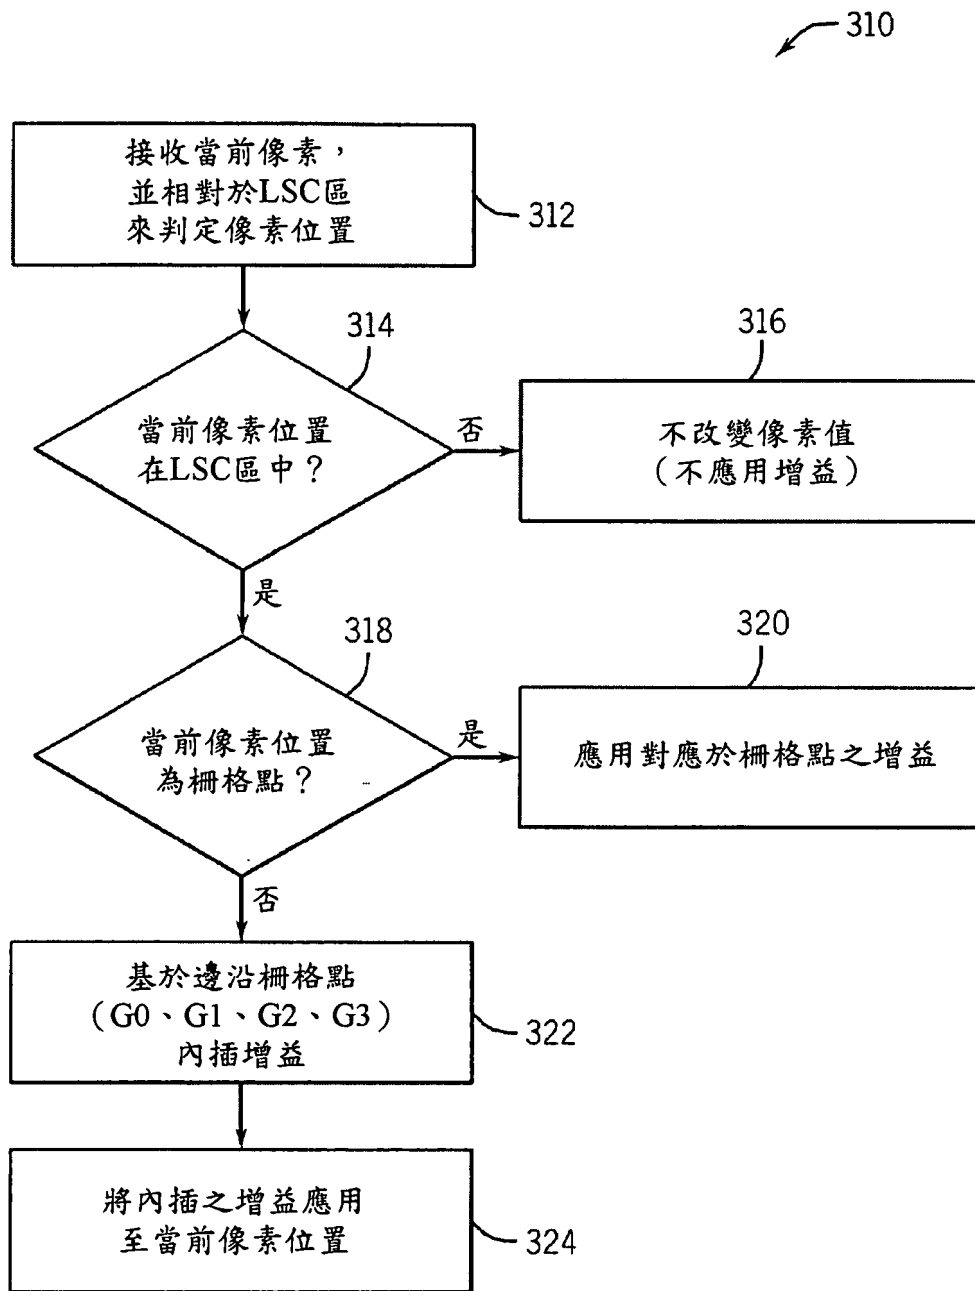 310
接收當前像素，
並相對於LSC區
來判定像素位置
312
314
當前像素位置
在LSC區中？
否
316
不改變像素值
（不應用增益）
是
318
當前像素位置
為柵格點？
是
320
應用對應於柵格點之增益
否
基於邊沿柵格點
（G0、G1、G2、G3）
內插增益
322
將內插之增益應用
至當前像素位置
324